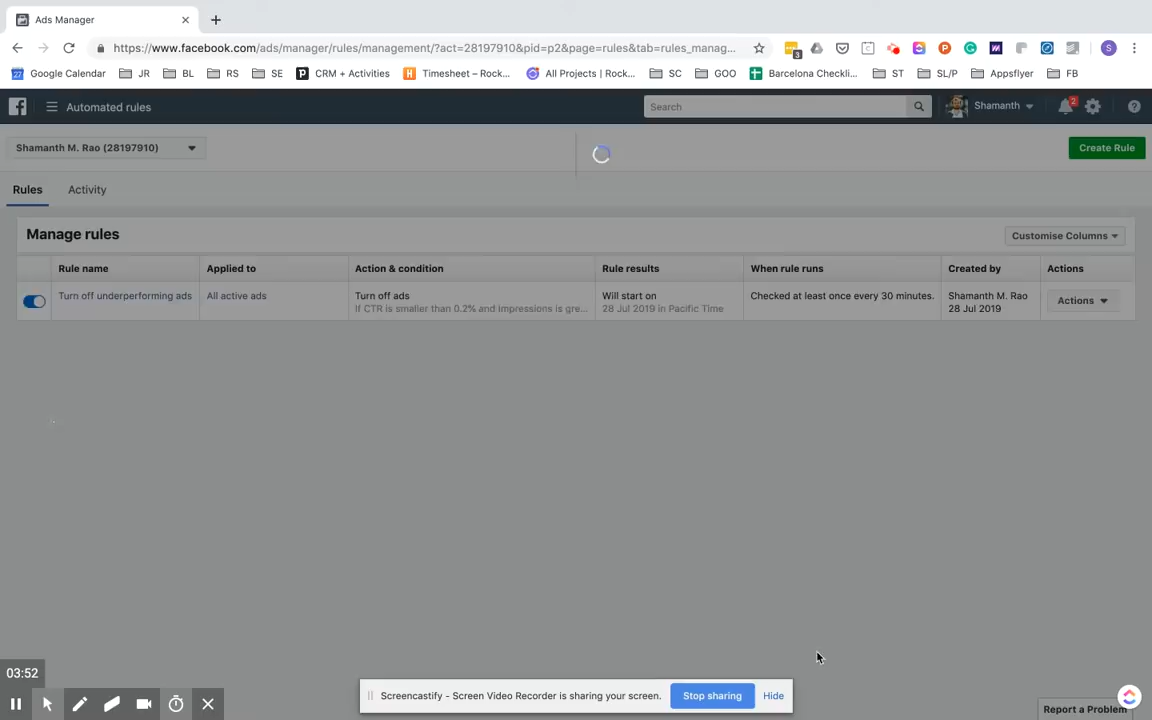 Ads Manager
https://www.facebook.com/ads/manager/rules/management/?act=28197910&pid=p2&page=rules&tab=rules_manag...
3
S
17 Google Calendar JR BL RS SE CRM + Activities Timesheet – Rock... All Projects | Rock... SC GOO Barcelona Checkli... ST SL/P Appsflyer FB
Automated rules
Search
Shamanth
2
Shamanth M. Rao (28197910)
Create Rule
Rules Activity
Manage rules
Customise Columns
Rule name Applied to Action & condition Rule results When rule runs Created by Actions
Turn off underperforming ads All active ads Turn off ads Will start on Checked at least once every 30 minutes. Shamanth M. Rao Actions
If CTR is smaller than 0.2% and Impressions is gre... 28 Jul 2019 in Pacific Time 28 Jul 2019
03:52
Screencastify - Screen Video Recorder is sharing your screen. Stop sharing Hide
Report a Problem